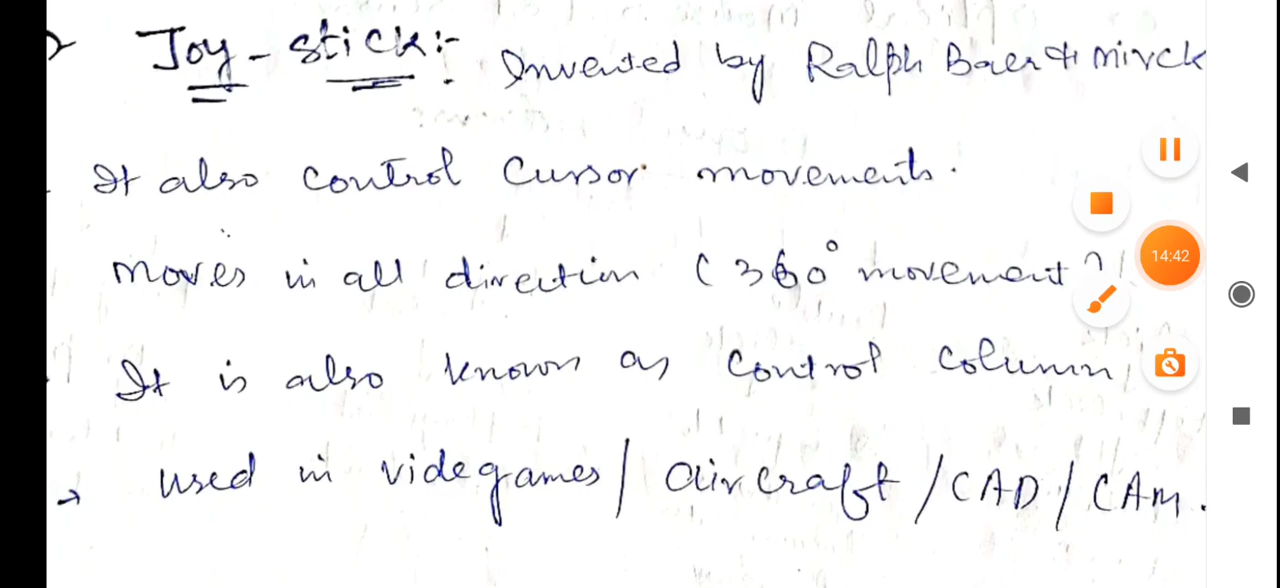 Joy-stick:- Invented by Ralph Baer & mirck
It also control Cursor movements.
moves in all direction (360° movement)
It is also known as control column
used in videgames / aircraft / CAD / CAM.
14:42